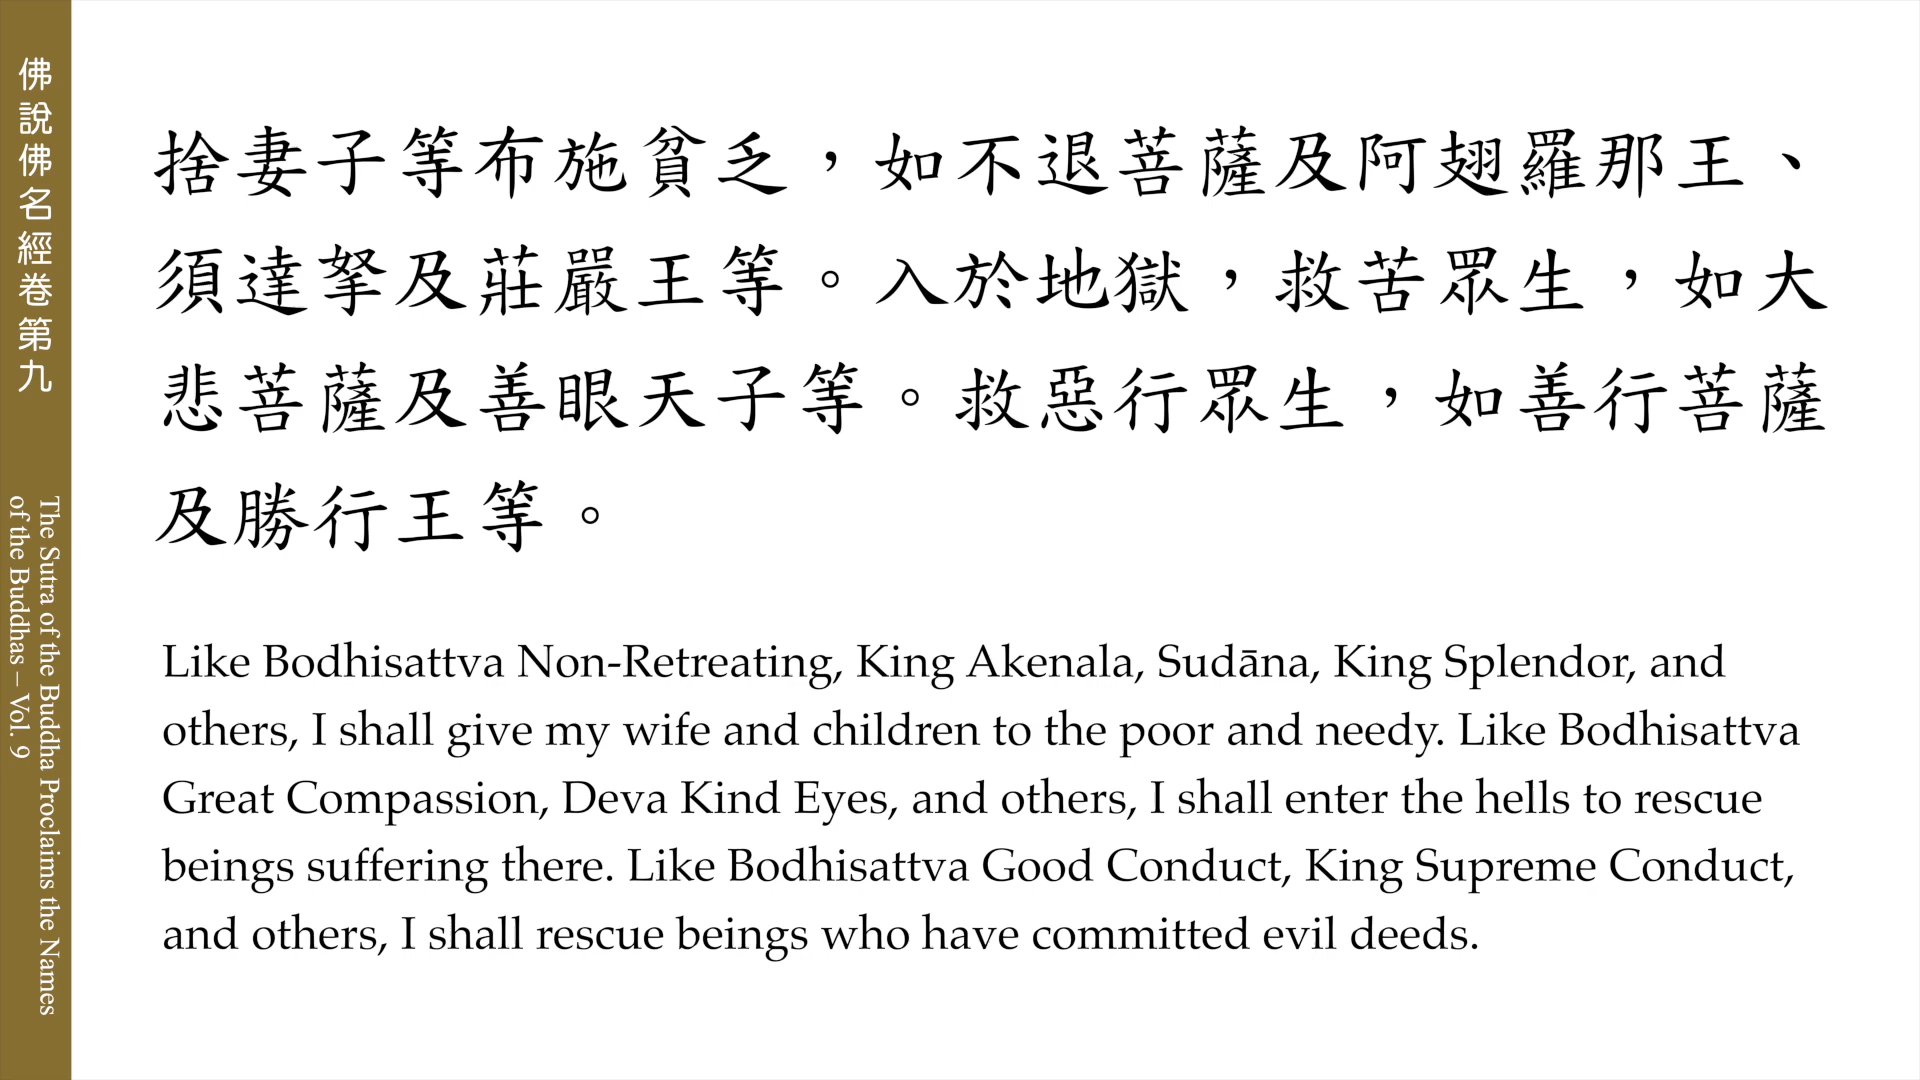 佛說佛名經卷第九
The Sutra of the Buddha Proclaims the Names
of the Buddhas – Vol. 9
捨妻子等布施貧乏，如不退菩薩及阿翅羅那王、
須達拏及莊嚴王等。入於地獄，救苦眾生，如大
悲菩薩及善眼天子等。救惡行眾生，如善行菩薩
及勝行王等。
Like Bodhisattva Non-Retreating, King Akenala, Sudāna, King Splendor, and
others, I shall give my wife and children to the poor and needy. Like Bodhisattva
Great Compassion, Deva Kind Eyes, and others, I shall enter the hells to rescue
beings suffering there. Like Bodhisattva Good Conduct, King Supreme Conduct,
and others, I shall rescue beings who have committed evil deeds.